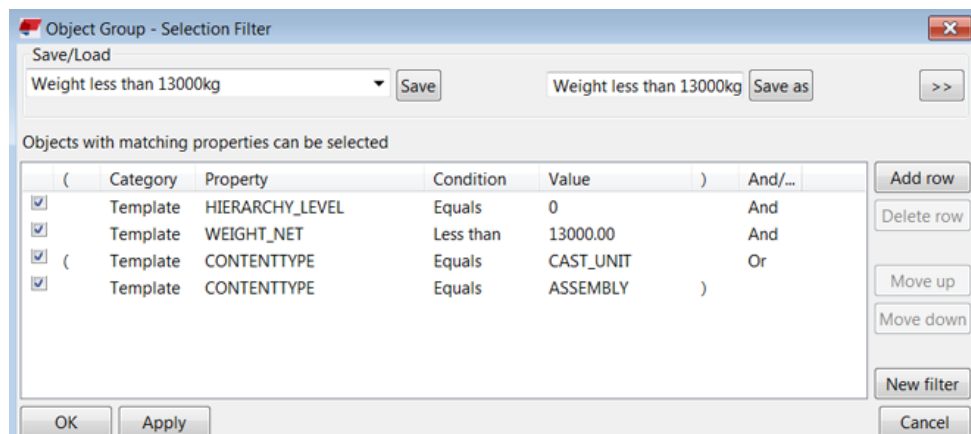 Object Group - Selection Filter
Save/Load
Weight less than 13000kg Save Weight less than 13000kg Save as >>
Objects with matching properties can be selected
( Category Property Condition Value ) And/... Add row
Template HIERARCHY_LEVEL Equals 0 And
Delete row
Template WEIGHT_NET Less than 13000.00 And
( Template CONTENTTYPE Equals CAST_UNIT Or
Move up
Template CONTENTTYPE Equals ASSEMBLY )
Move down
New filter
OK Apply Cancel